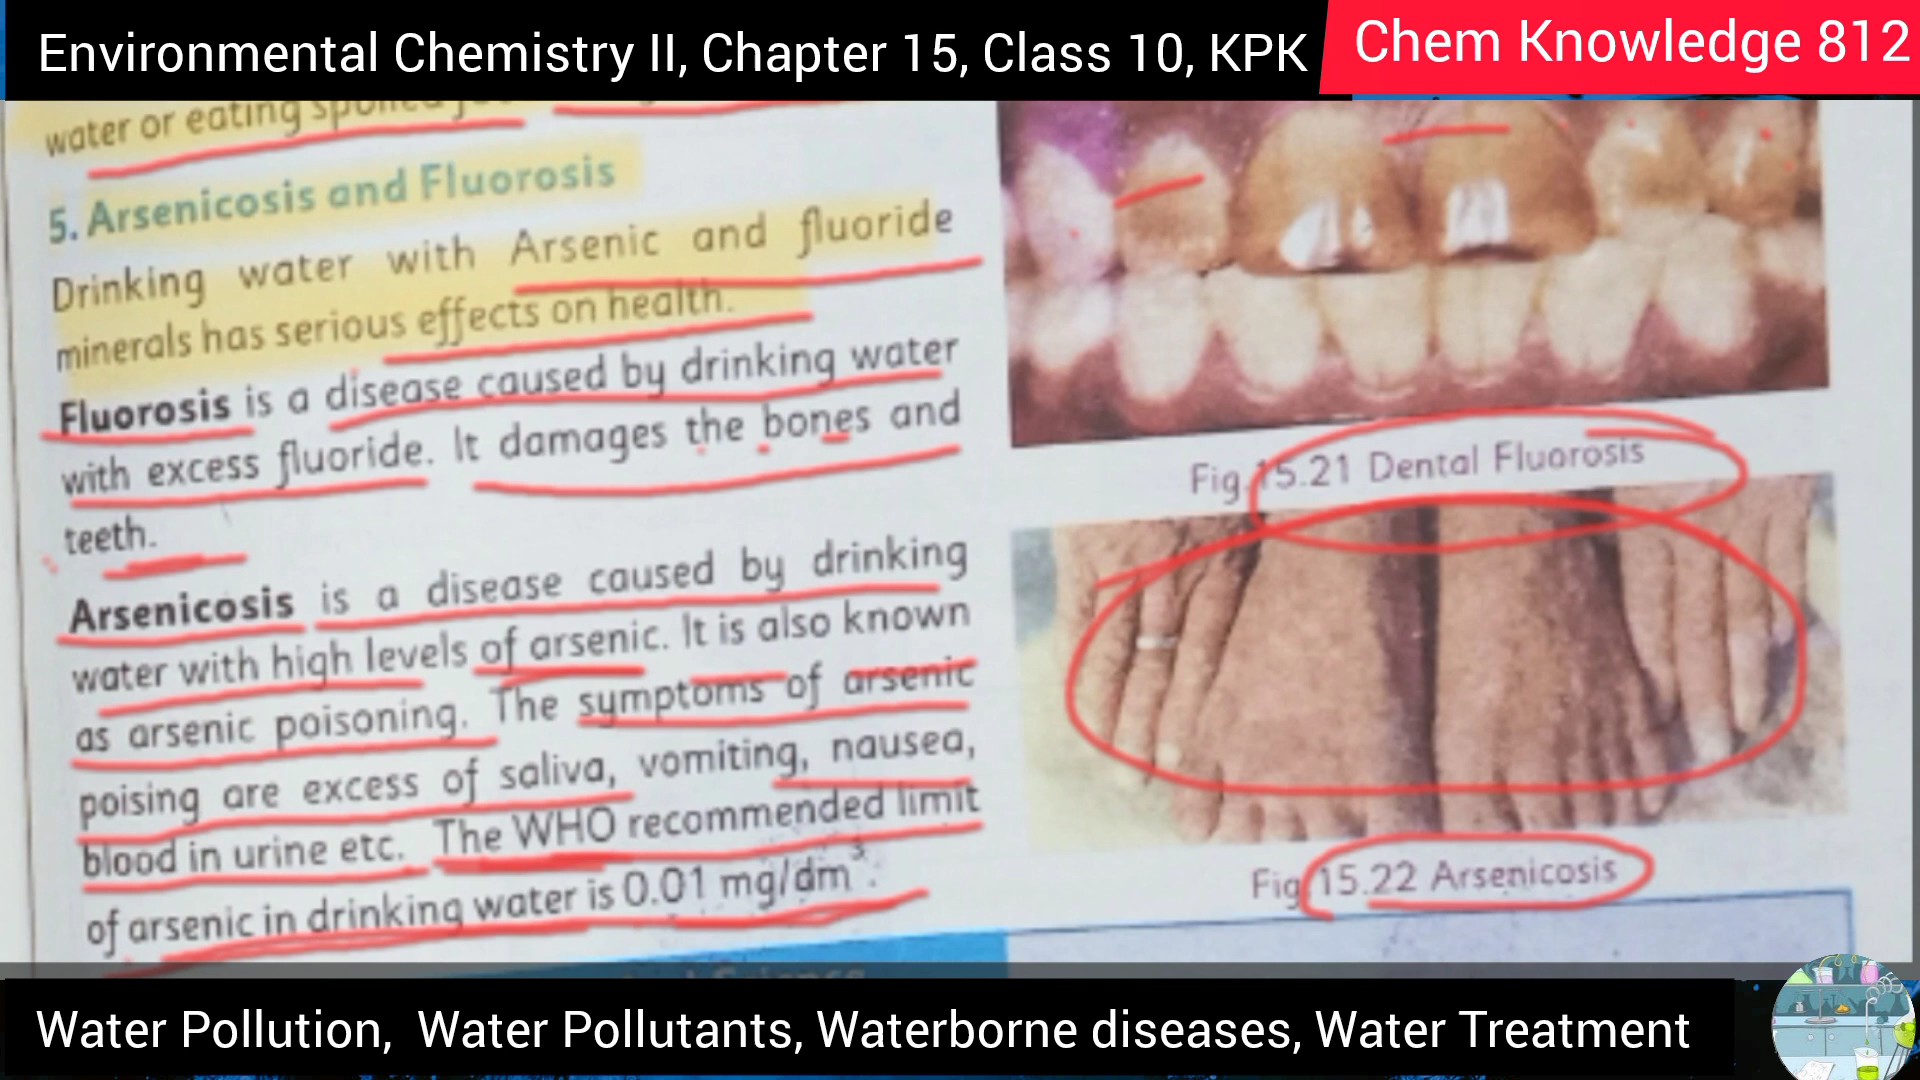 Environmental Chemistry II, Chapter 15, Class 10, KPK
Chem Knowledge 812
water or eating spoiled
5. Arsenicosis and Fluorosis
Drinking water with Arsenic and fluoride
minerals has serious effects on health.
Fluorosis is a disease caused by drinking water
with excess fluoride. It damages the bones and
teeth.
Arsenicosis is a disease caused by drinking
water with high levels of arsenic. It is also known
as arsenic poisoning. The symptoms of arsenic
poising are excess of saliva, vomiting, nausea,
blood in urine etc. The WHO recommended limit
of arsenic in drinking water is 0.01 mg/dm³.
Fig 15.21 Dental Fluorosis
Fig 15.22 Arsenicosis
Science
Water Pollution, Water Pollutants, Waterborne diseases, Water Treatment